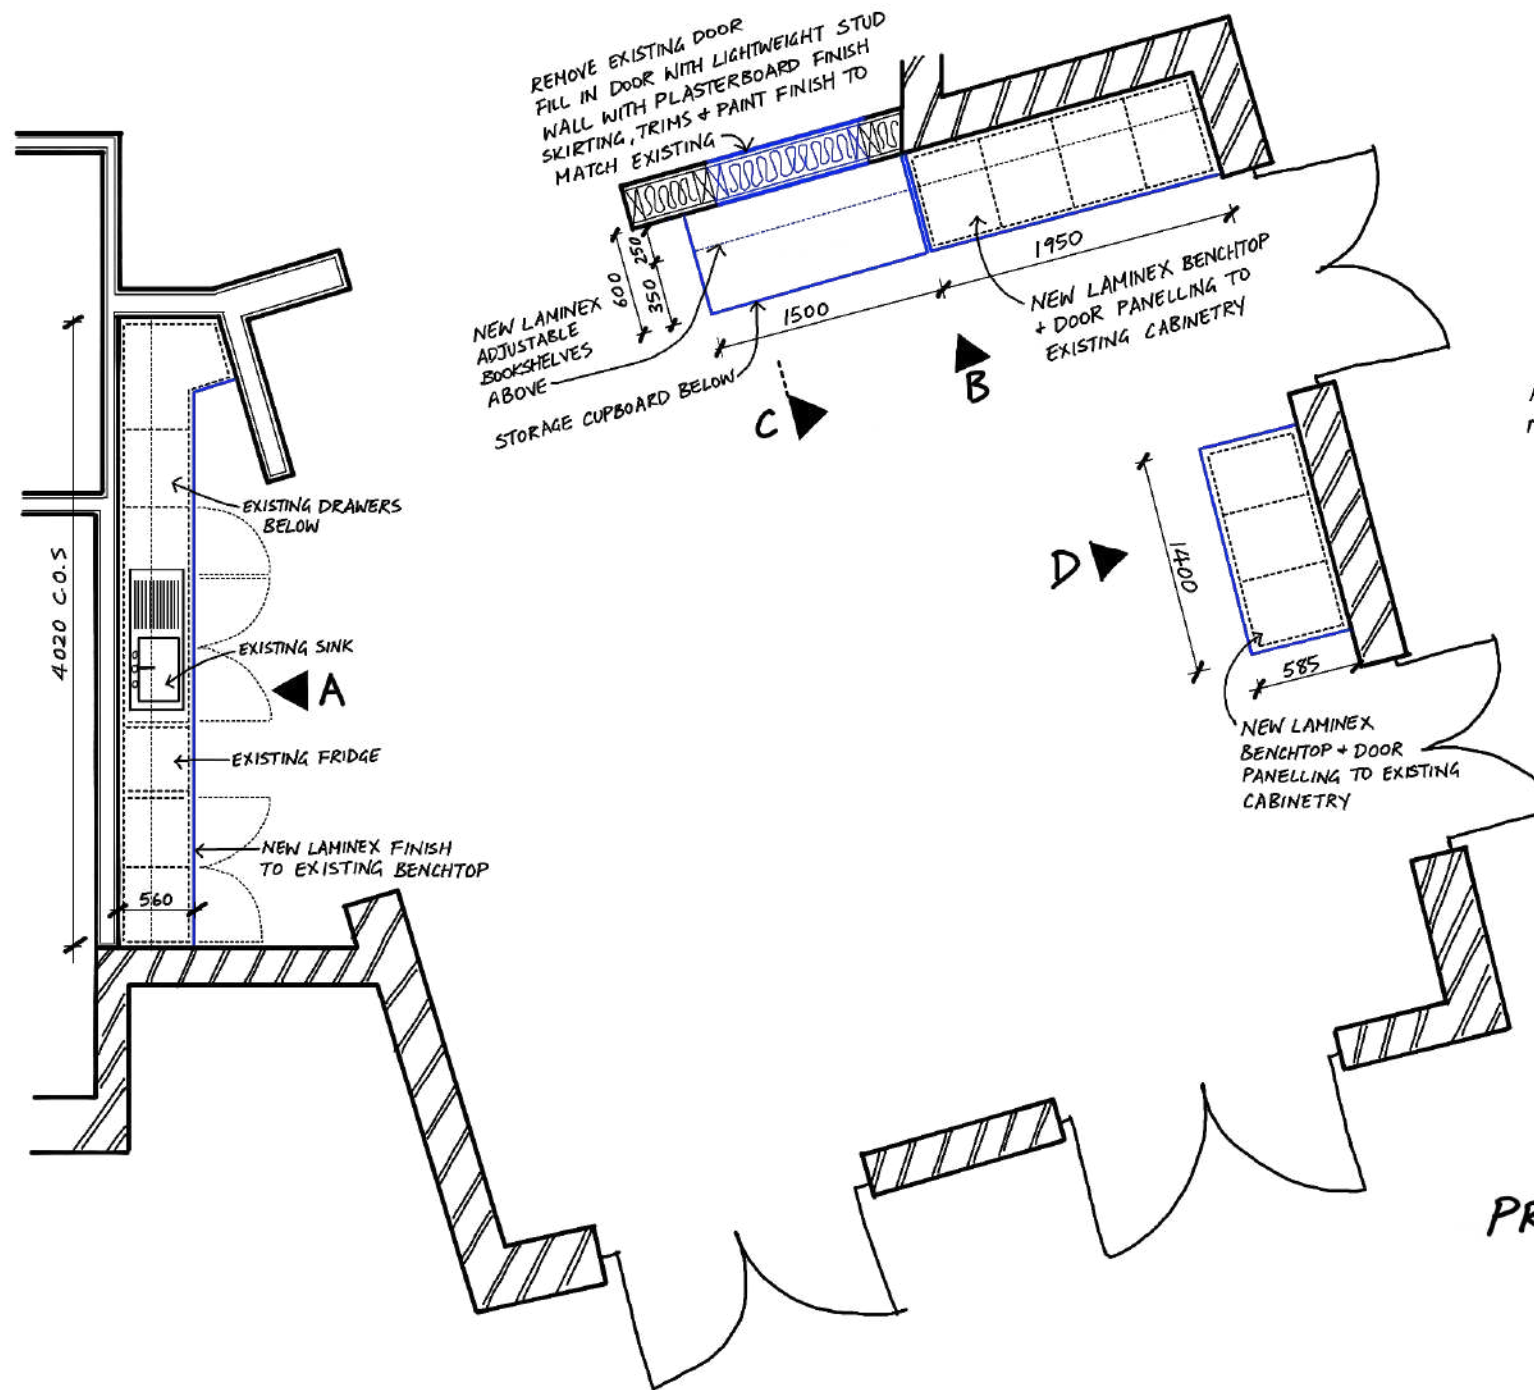 REMOVE EXISTING DOOR
FILL IN DOOR WITH LIGHTWEIGHT STUD
WALL WITH PLASTERBOARD FINISH
SKIRTING, TRIMS + PAINT FINISH TO
MATCH EXISTING
600
250
350
1500
1950
NEW LAMINEX
ADJUSTABLE
BOOKSHELVES
ABOVE
STORAGE CUPBOARD BELOW
NEW LAMINEX BENCHTOP
+ DOOR PANELLING TO
EXISTING CABINETRY
C
B
EXISTING DRAWERS
BELOW
4020 C.O.S
EXISTING SINK
A
EXISTING FRIDGE
NEW LAMINEX FINISH
TO EXISTING BENCHTOP
560
D
1400
585
NEW LAMINEX
BENCHTOP + DOOR
PANELLING TO EXISTING
CABINETRY